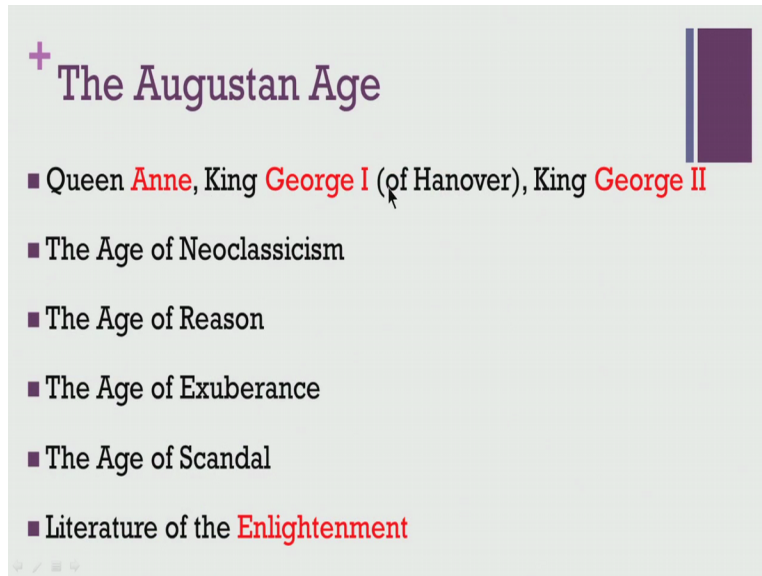 The Augustan Age
Queen Anne, King George I (of Hanover), King George II
The Age of Neoclassicism
The Age of Reason
The Age of Exuberance
The Age of Scandal
Literature of the Enlightenment